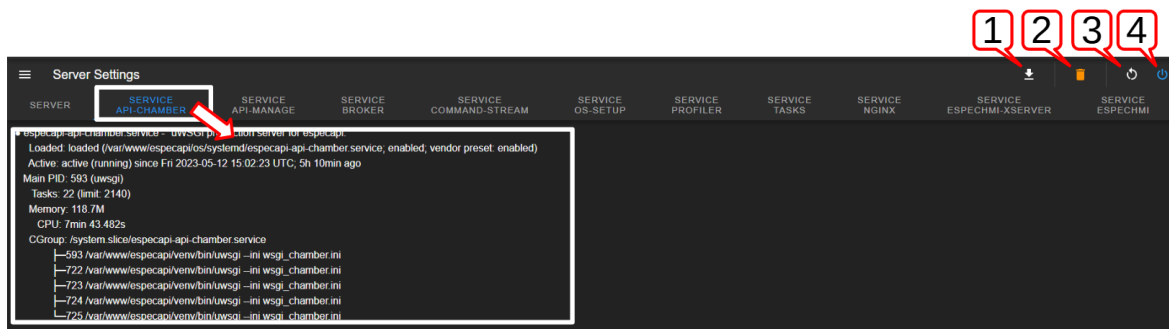 1 2 3 4
Server Settings
SERVER
SERVICE API-CHAMBER
SERVICE API-MANAGE
SERVICE BROKER
SERVICE COMMAND-STREAM
SERVICE OS-SETUP
SERVICE PROFILER
SERVICE TASKS
SERVICE NGINX
SERVICE ESPECHMI-XSERVER
SERVICE ESPECHMI
● especapi-api-chamber.service - uWSGI production server for especapi.
Loaded: loaded (/var/www/especapi/os/systemd/especapi-api-chamber.service; enabled; vendor preset: enabled)
Active: active (running) since Fri 2023-05-12 15:02:23 UTC; 5h 10min ago
Main PID: 593 (uwsgi)
Tasks: 22 (limit: 2140)
Memory: 118.7M
CPU: 7min 43.482s
CGroup: /system.slice/especapi-api-chamber.service
├─593 /var/www/especapi/venv/bin/uwsgi --ini wsgi_chamber.ini
├─722 /var/www/especapi/venv/bin/uwsgi --ini wsgi_chamber.ini
├─723 /var/www/especapi/venv/bin/uwsgi --ini wsgi_chamber.ini
├─724 /var/www/especapi/venv/bin/uwsgi --ini wsgi_chamber.ini
└─725 /var/www/especapi/venv/bin/uwsgi --ini wsgi_chamber.ini